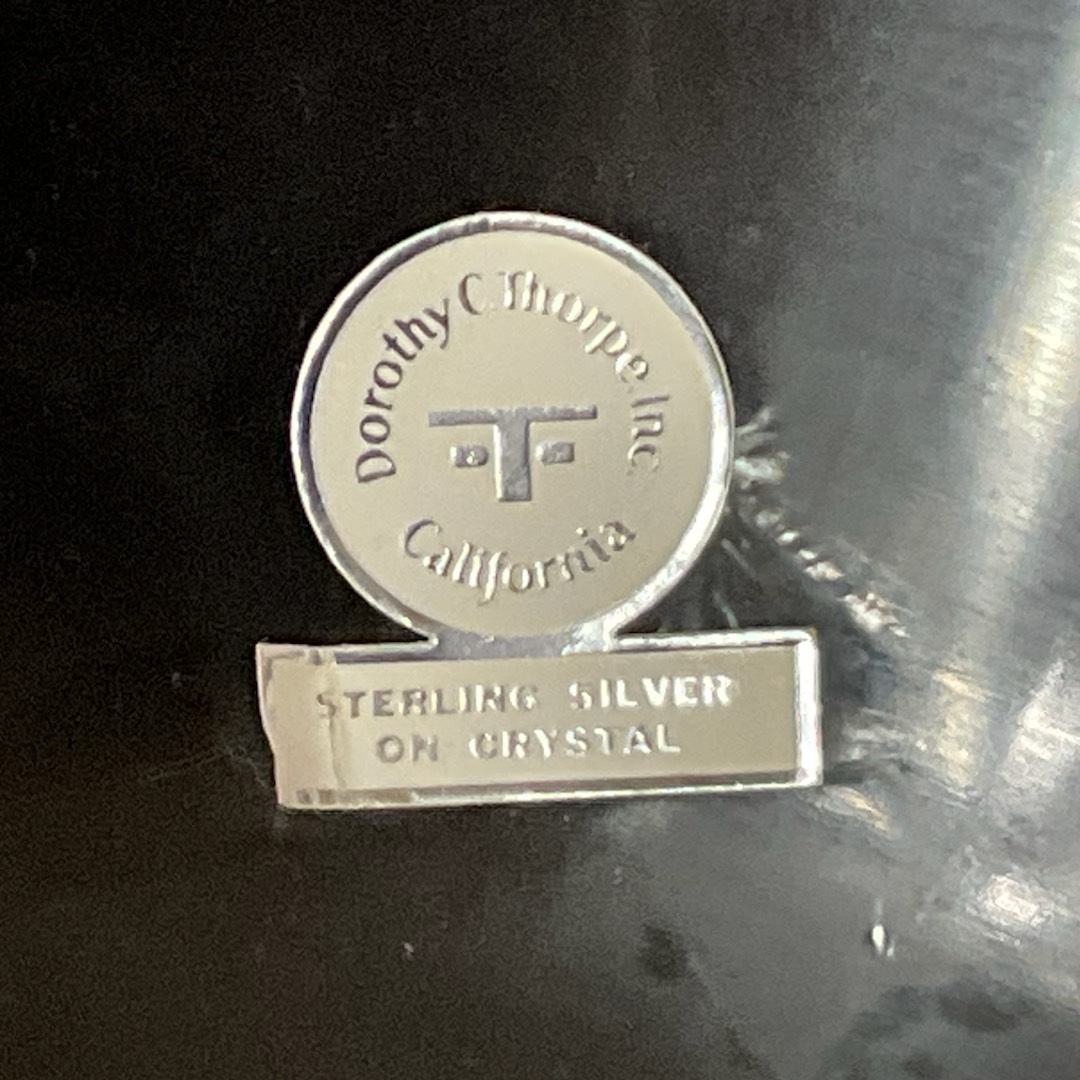 Dorothy C. Thorpe, Inc
T
California
STERLING SILVER
ON CRYSTAL